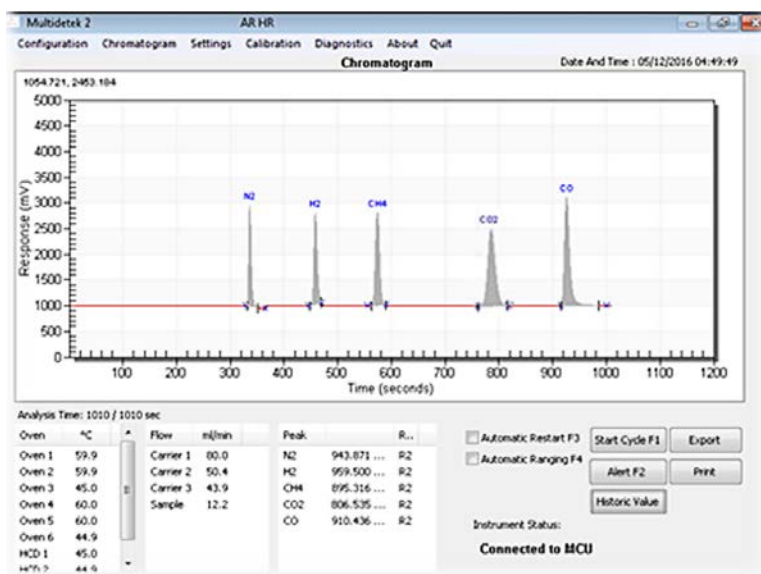 Multidetek 2 AR HR
Configuration Chromatogram Settings Calibration Diagnostics About Quit
Chromatogram Date And Time : 05/12/2016 04:49:49
1054.721, 2453.184
5000
4500
4000
3500
3000
2500
2000
1500
1000
500
0
Response (mV)
N2
H2
CH4
CO2
CO
100 200 300 400 500 600 700 800 900 1000 1100 1200
Time (seconds)
Analysis Time: 1010 / 1010 sec
Oven °C
Oven 1 59.9
Oven 2 59.9
Oven 3 45.0
Oven 4 60.0
Oven 5 60.0
Oven 6 44.9
HCD 1 45.0
HCD 2 44.9
Flow ml/min
Carrier 1 80.0
Carrier 2 50.4
Carrier 3 43.9
Sample 12.2
Peak R...
N2 943.871 ... R2
H2 959.500 ... R2
CH4 895.316 ... R2
CO2 806.535 ... R2
CO 910.436 ... R2
Automatic Restart F3
Automatic Ranging F4
Start Cycle F1 Export
Alert F2 Print
Historic Value
Instrument Status:
Connected to MCU